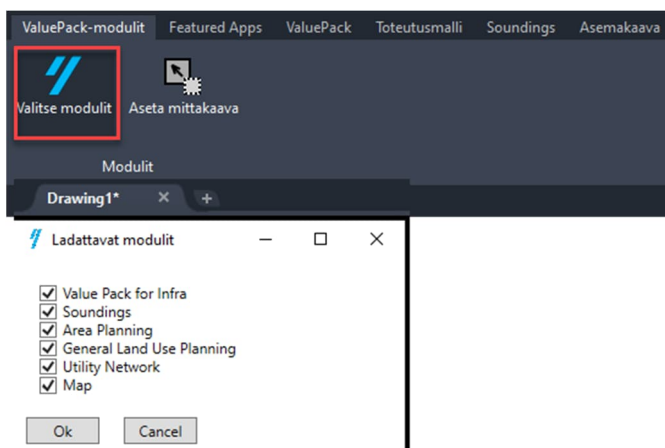 ValuePack-modulit Featured Apps ValuePack Toteutusmalli Soundings Asemakaava
Valitse modulit Aseta mittakaava
Modulit
Drawing1*
Ladattavat modulit
Value Pack for Infra
Soundings
Area Planning
General Land Use Planning
Utility Network
Map
Ok Cancel